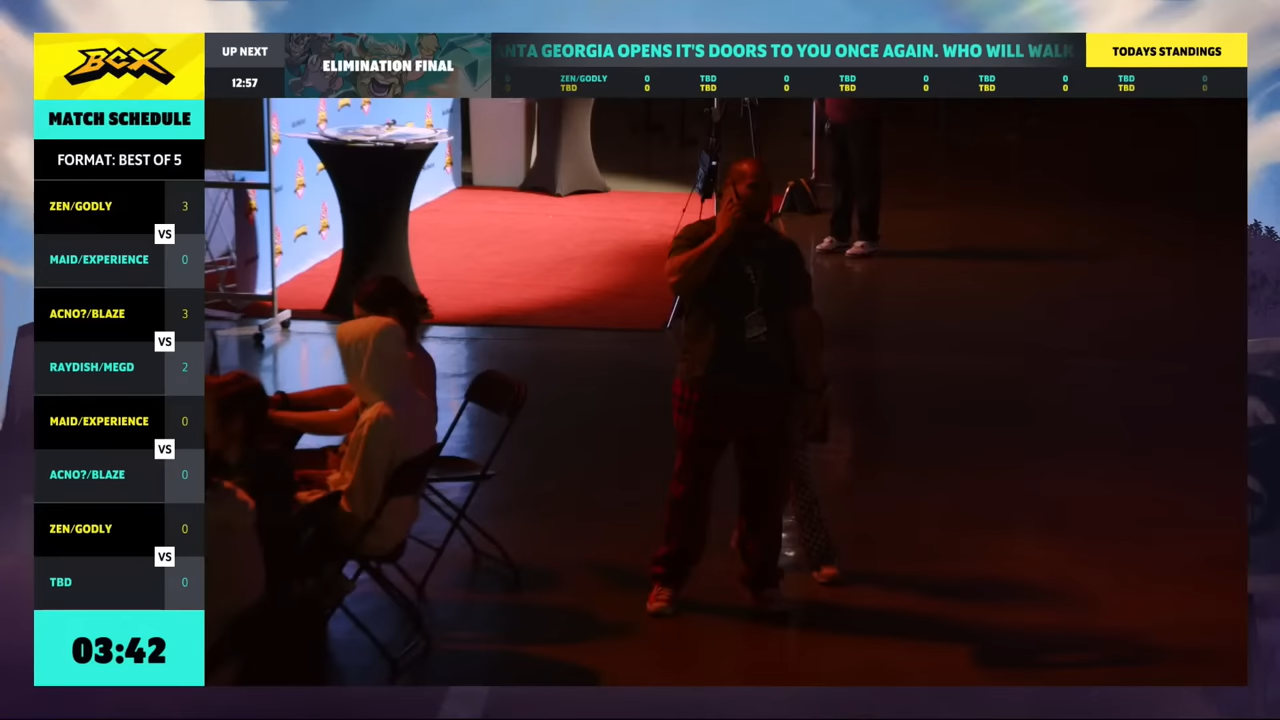 BCX
UP NEXT
12:57
ELIMINATION FINAL
NTA GEORGIA OPENS IT'S DOORS TO YOU ONCE AGAIN. WHO WILL WALK
TODAYS STANDINGS
0 ZEN/GODLY 0 TBD 0 TBD 0 TBD 0 TBD 0
0 TBD 0 TBD 0 TBD 0 TBD 0 TBD 0
MATCH SCHEDULE
FORMAT: BEST OF 5
ZEN/GODLY 3
VS
MAID/EXPERIENCE 0
ACNO?/BLAZE 3
VS
RAYDISH/MEGD 2
MAID/EXPERIENCE 0
VS
ACNO?/BLAZE 0
ZEN/GODLY 0
VS
TBD 0
03:42